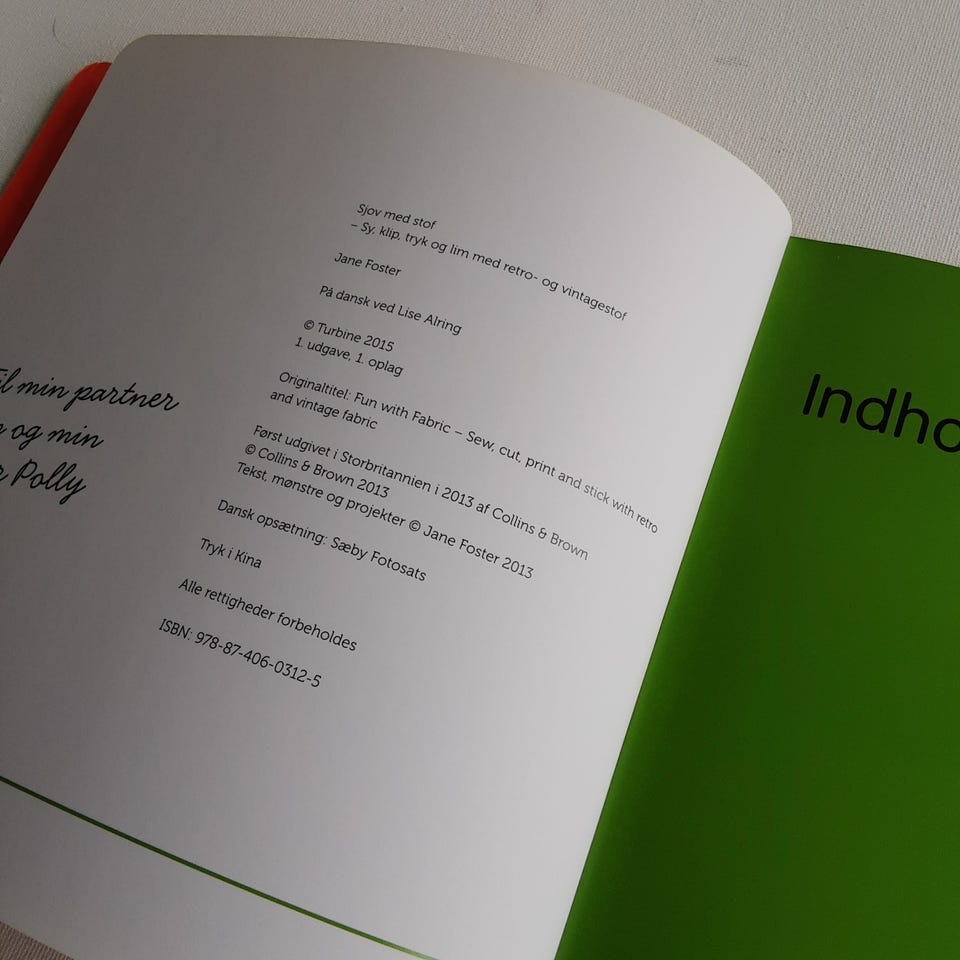 Sjov med stof
– Sy, klip, tryk og lim med retro- og vintagestof
Jane Foster
På dansk ved Lise Alring
© Turbine 2015
1. udgave, 1. oplag
Originaltitel: Fun with Fabric – Sew, cut, print and stick with retro
and vintage fabric
Først udgivet i Storbritannien i 2013 af Collins & Brown
© Collins & Brown 2013
Tekst, mønstre og projekter © Jane Foster 2013
Dansk opsætning: Sæby Fotosats
Tryk i Kina
Alle rettigheder forbeholdes
ISBN: 978-87-406-0312-5
min partner
og min
Polly
Indho